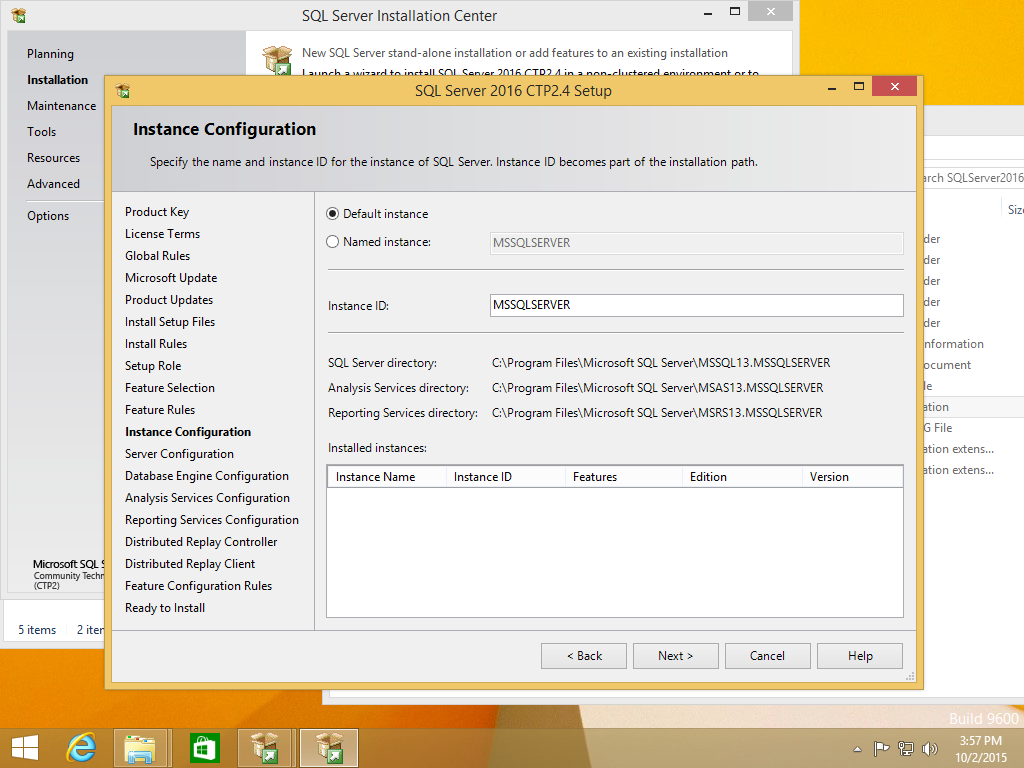 SQL Server Installation Center
Planning
Installation
Maintenance
Tools
Resources
Advanced
Options
New SQL Server stand-alone installation or add features to an existing installation
Launch a wizard to install SQL Server 2016 CTP2.4 in a non-clustered environment or to
Microsoft SQL S
Community Techn
(CTP2)
5 items
2 iter
SQL Server 2016 CTP2.4 Setup
Instance Configuration
Specify the name and instance ID for the instance of SQL Server. Instance ID becomes part of the installation path.
Product Key
License Terms
Global Rules
Microsoft Update
Product Updates
Install Setup Files
Install Rules
Setup Role
Feature Selection
Feature Rules
Instance Configuration
Server Configuration
Database Engine Configuration
Analysis Services Configuration
Reporting Services Configuration
Distributed Replay Controller
Distributed Replay Client
Feature Configuration Rules
Ready to Install
Default instance
Named instance: MSSQLSERVER
Instance ID: MSSQLSERVER
SQL Server directory: C:\Program Files\Microsoft SQL Server\MSSQL13.MSSQLSERVER
Analysis Services directory: C:\Program Files\Microsoft SQL Server\MSAS13.MSSQLSERVER
Reporting Services directory: C:\Program Files\Microsoft SQL Server\MSRS13.MSSQLSERVER
Installed instances:
Instance Name Instance ID Features Edition Version
< Back Next > Cancel Help
arch SQLServer2016
Size
der
der
der
der
der
nformation
ocument
le
ation
G File
ation extens...
ation extens...
Build 9600
3:57 PM
10/2/2015